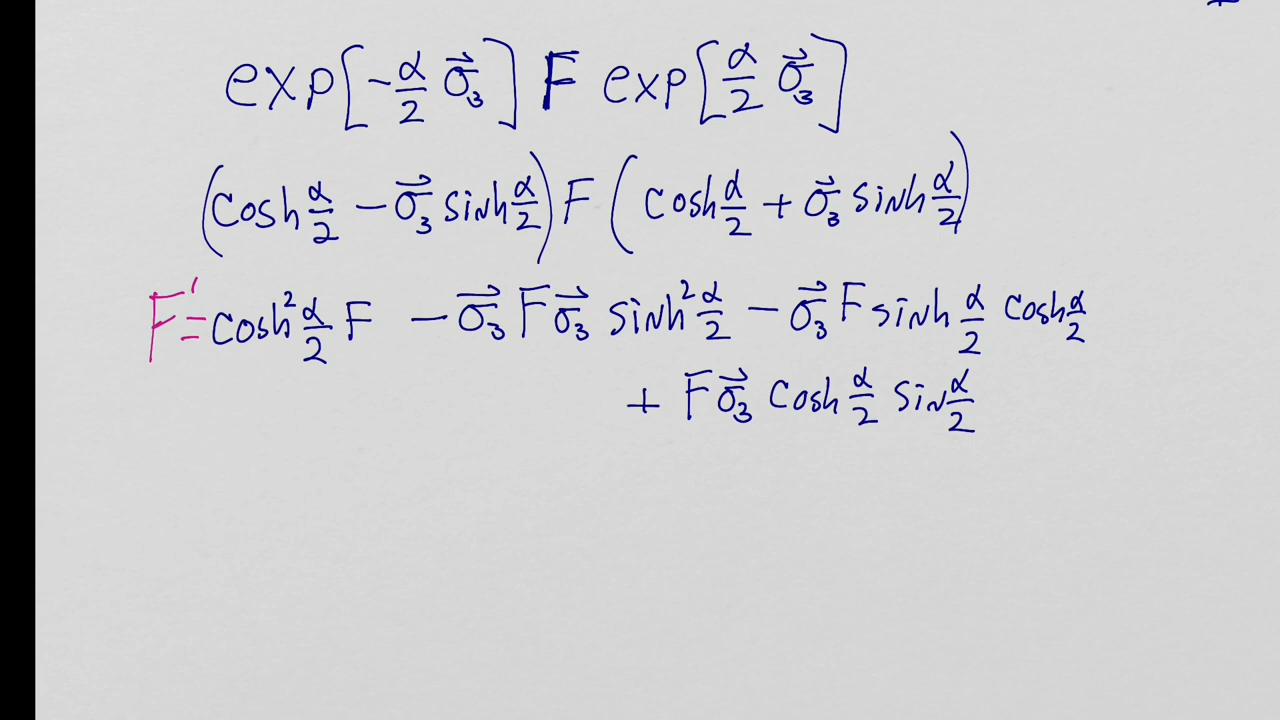 exp[-α/2 σ⃗₃] F exp[α/2 σ⃗₃]
(cosh α/2 - σ⃗₃ sinh α/2) F (cosh α/2 + σ⃗₃ sinh α/2)
F' = cosh² α/2 F - σ⃗₃ F σ⃗₃ sinh² α/2 - σ⃗₃ F sinh α/2 cosh α/2
+ F σ⃗₃ cosh α/2 sin α/2